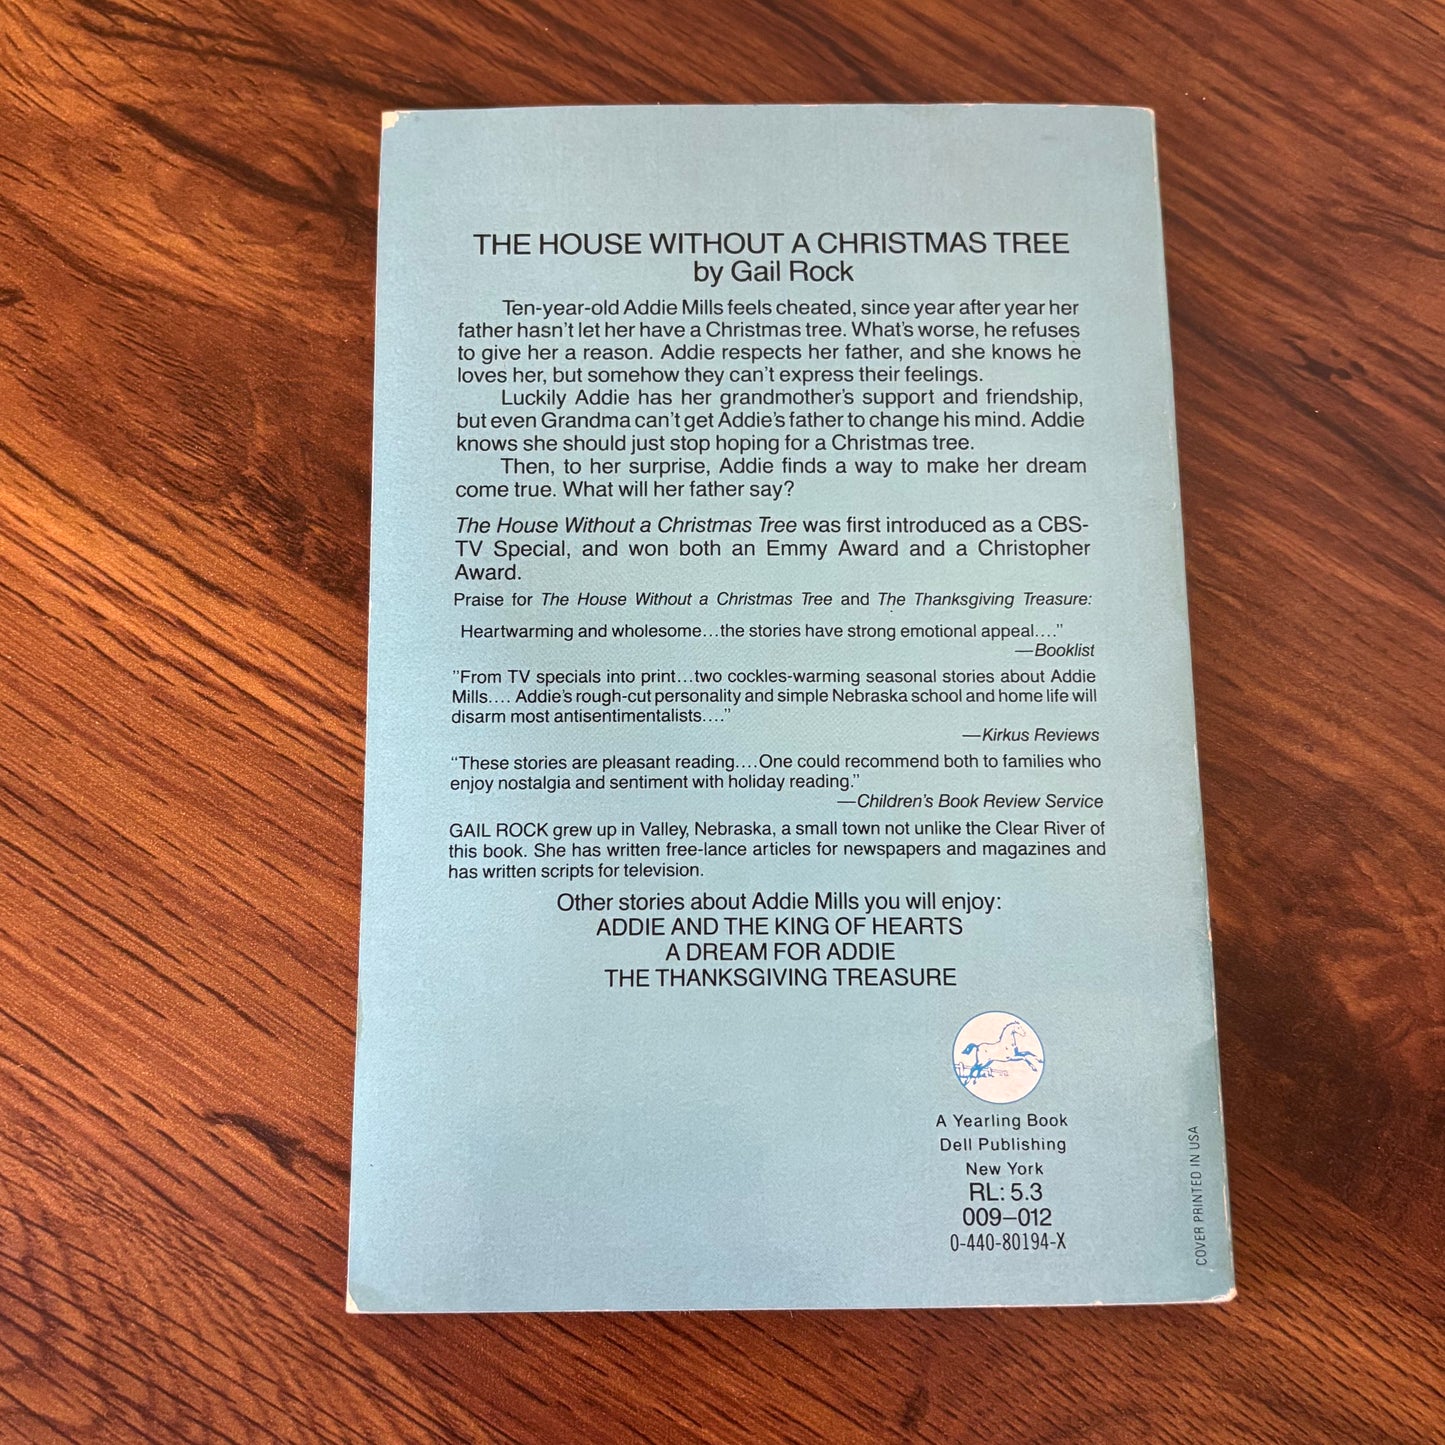 THE HOUSE WITHOUT A CHRISTMAS TREE
by Gail Rock
Ten-year-old Addie Mills feels cheated, since year after year her
father hasn't let her have a Christmas tree. What's worse, he refuses
to give her a reason. Addie respects her father, and she knows he
loves her, but somehow they can't express their feelings.
Luckily Addie has her grandmother's support and friendship,
but even Grandma can't get Addie's father to change his mind. Addie
knows she should just stop hoping for a Christmas tree.
Then, to her surprise, Addie finds a way to make her dream
come true. What will her father say?
The House Without a Christmas Tree was first introduced as a CBS-
TV Special, and won both an Emmy Award and a Christopher
Award.
Praise for The House Without a Christmas Tree and The Thanksgiving Treasure:
Heartwarming and wholesome...the stories have strong emotional appeal...."
—Booklist
"From TV specials into print...two cockles-warming seasonal stories about Addie
Mills.... Addie's rough-cut personality and simple Nebraska school and home life will
disarm most antisentimentalists...."
—Kirkus Reviews
"These stories are pleasant reading....One could recommend both to families who
enjoy nostalgia and sentiment with holiday reading."
—Children's Book Review Service
GAIL ROCK grew up in Valley, Nebraska, a small town not unlike the Clear River of
this book. She has written free-lance articles for newspapers and magazines and
has written scripts for television.
Other stories about Addie Mills you will enjoy:
ADDIE AND THE KING OF HEARTS
A DREAM FOR ADDIE
THE THANKSGIVING TREASURE
A Yearling Book
Dell Publishing
New York
RL: 5.3
009–012
0-440-80194-X
COVER PRINTED IN USA